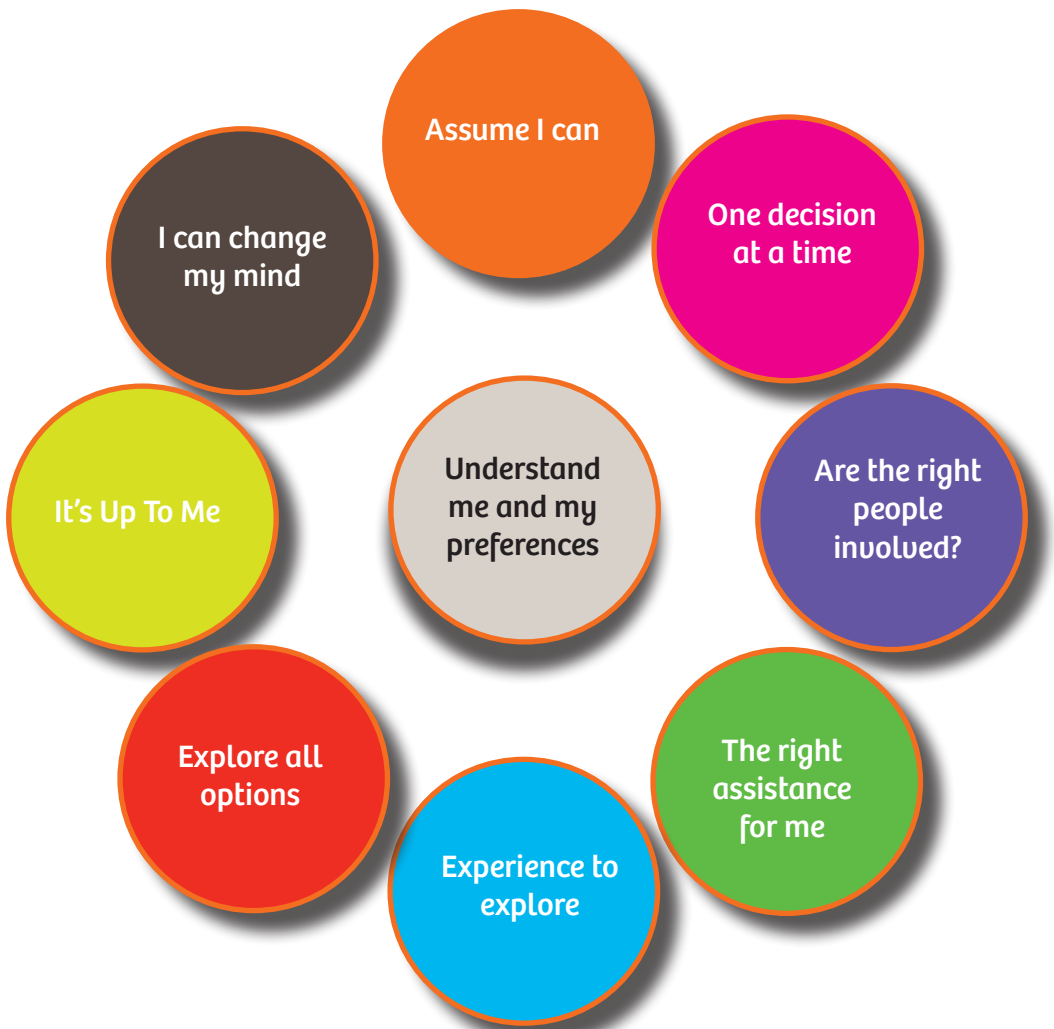 Assume I can
One decision
at a time
Are the right
people
involved?
The right
assistance
for me
Experience to
explore
Explore all
options
It's Up To Me
I can change
my mind
Understand
me and my
preferences